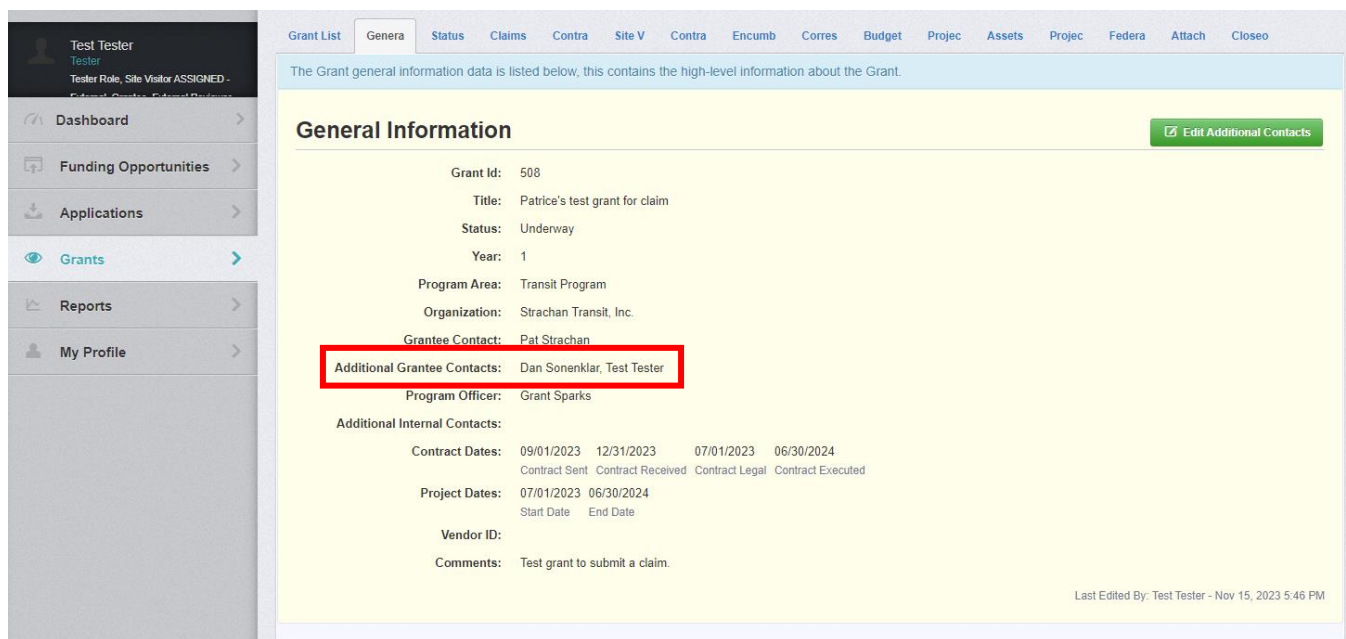 Test Tester
Tester
Tester Role, Site Visitor ASSIGNED -
Dashboard
Funding Opportunities
Applications
Grants
Reports
My Profile
Grant List Genera Status Claims Contra Site V Contra Encumb Corres Budget Projec Assets Projec Federa Attach Closeo
The Grant general information data is listed below, this contains the high-level information about the Grant.
General Information
Edit Additional Contacts
Grant Id: 508
Title: Patrice's test grant for claim
Status: Underway
Year: 1
Program Area: Transit Program
Organization: Strachan Transit, Inc.
Grantee Contact: Pat Strachan
Additional Grantee Contacts: Dan Sonenklar, Test Tester
Program Officer: Grant Sparks
Additional Internal Contacts:
Contract Dates: 09/01/2023 12/31/2023 07/01/2023 06/30/2024
Contract Sent Contract Received Contract Legal Contract Executed
Project Dates: 07/01/2023 06/30/2024
Start Date End Date
Vendor ID:
Comments: Test grant to submit a claim.
Last Edited By: Test Tester - Nov 15, 2023 5:46 PM